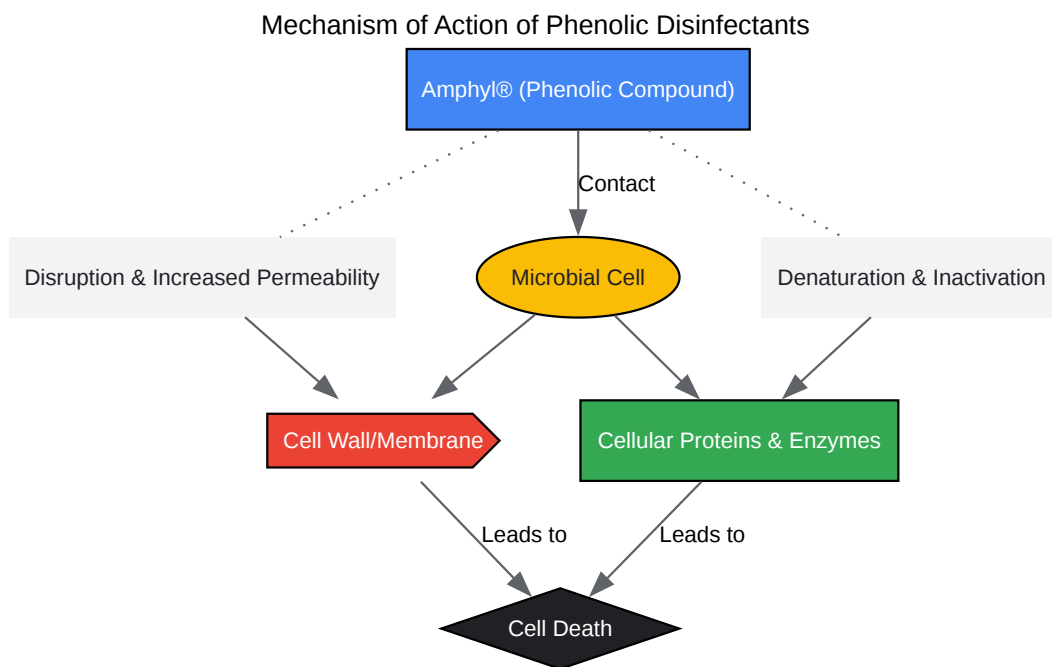 Mechanism of Action of Phenolic Disinfectants
Amphyl® (Phenolic Compound)
Contact
Disruption & Increased Permeability
Microbial Cell
Denaturation & Inactivation
Cell Wall/Membrane
Cellular Proteins & Enzymes
Leads to
Leads to
Cell Death